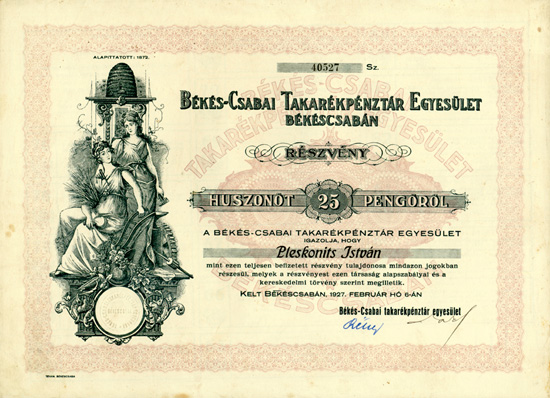 ALAPITTATOTT: 1872.
40527 Sz.
BÉKÉS-CSABAI TAKARÉKPÉNZTÁR EGYESÜLET
BÉKÉSCSABÁN
RÉSZVÉNY
HUSZONÖT 25 PENGŐRŐL
A BÉKÉS-CSABAI TAKARÉKPÉNZTÁR EGYESÜLET
IGAZOLJA, HOGY
Pleskonits István
mint ezen teljesen befizetett részvény tulajdonosa mindazon jogokban
részesül, melyek a részvényest ezen társaság alapszabályai és a
kereskedelmi törvény szerint megilletik.
KELT BÉKÉSCSABÁN, 1927. FEBRUÁR HÓ 6-ÁN
Békés-Csabai takarékpénztár egyesület